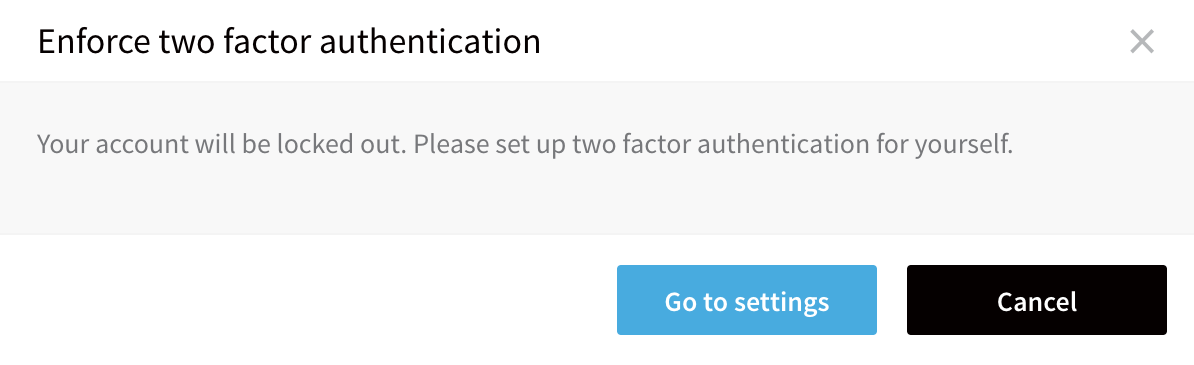 Enforce two factor authentication
Your account will be locked out. Please set up two factor authentication for yourself.
Go to settings
Cancel